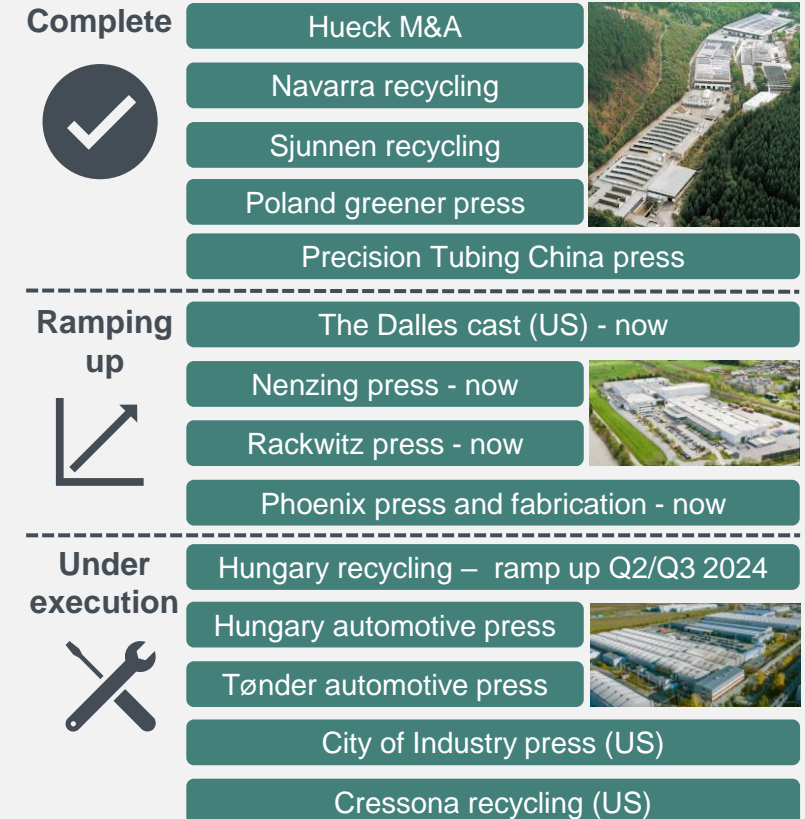 Complete
Hueck M&A
Navarra recycling
Sjunnen recycling
Poland greener press
Precision Tubing China press
Ramping
up
The Dalles cast (US) - now
Nenzing press - now
Rackwitz press - now
Phoenix press and fabrication - now
Under
execution
Hungary recycling –  ramp up Q2/Q3 2024
Hungary automotive press
Tønder automotive press
City of Industry press (US)
Cressona recycling (US)